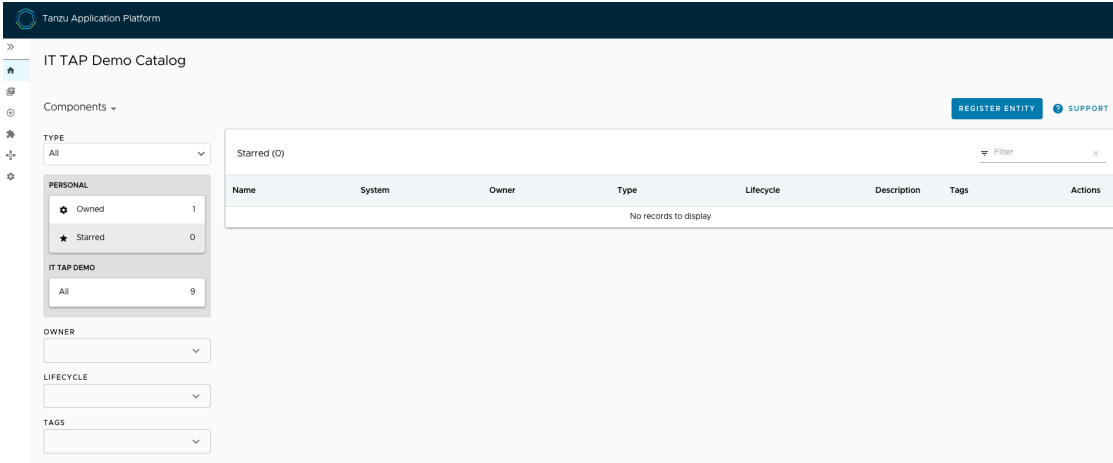 Tanzu Application Platform
IT TAP Demo Catalog
Components
REGISTER ENTITY
SUPPORT
TYPE
All
PERSONAL
Owned 1
Starred 0
IT TAP DEMO
All 9
OWNER
LIFECYCLE
TAGS
Starred (0)
Filter
Name System Owner Type Lifecycle Description Tags Actions
No records to display